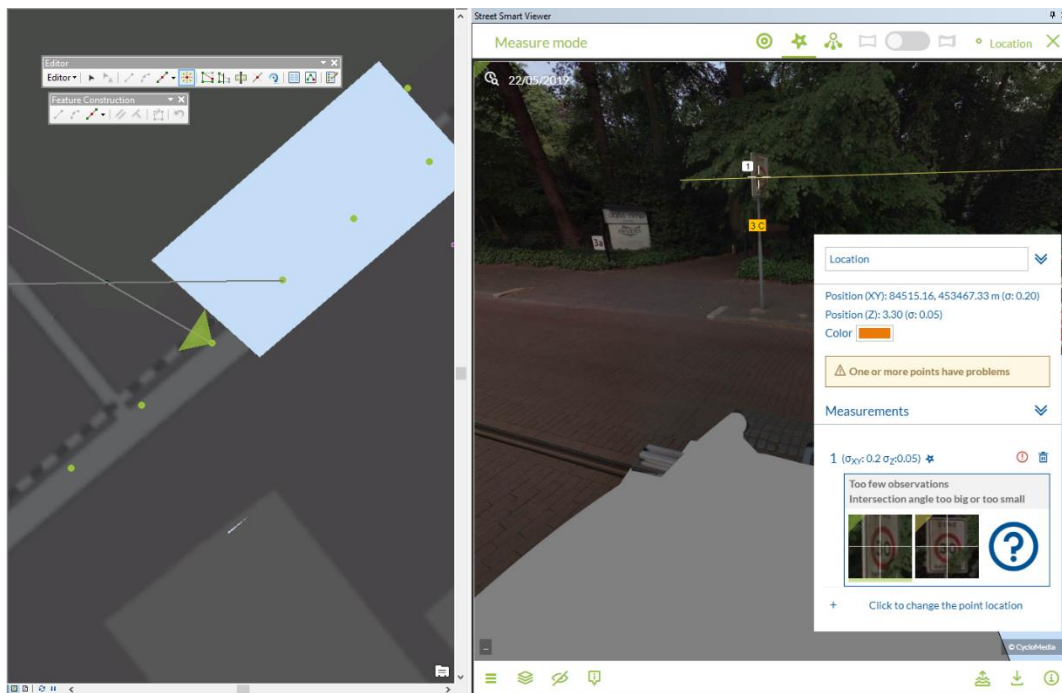 Editor
Editor
Feature Construction
Street Smart Viewer
Measure mode
Location
22/05/2019
1
3 C
3a
Location
Position (XY): 84515.16, 453467.33 m (σ: 0.20)
Position (Z): 3.30 (σ: 0.05)
Color
One or more points have problems
Measurements
1 (σXY: 0.2 σZ:0.05)
Too few observations
Intersection angle too big or too small
30
+ Click to change the point location
© CycloMedia